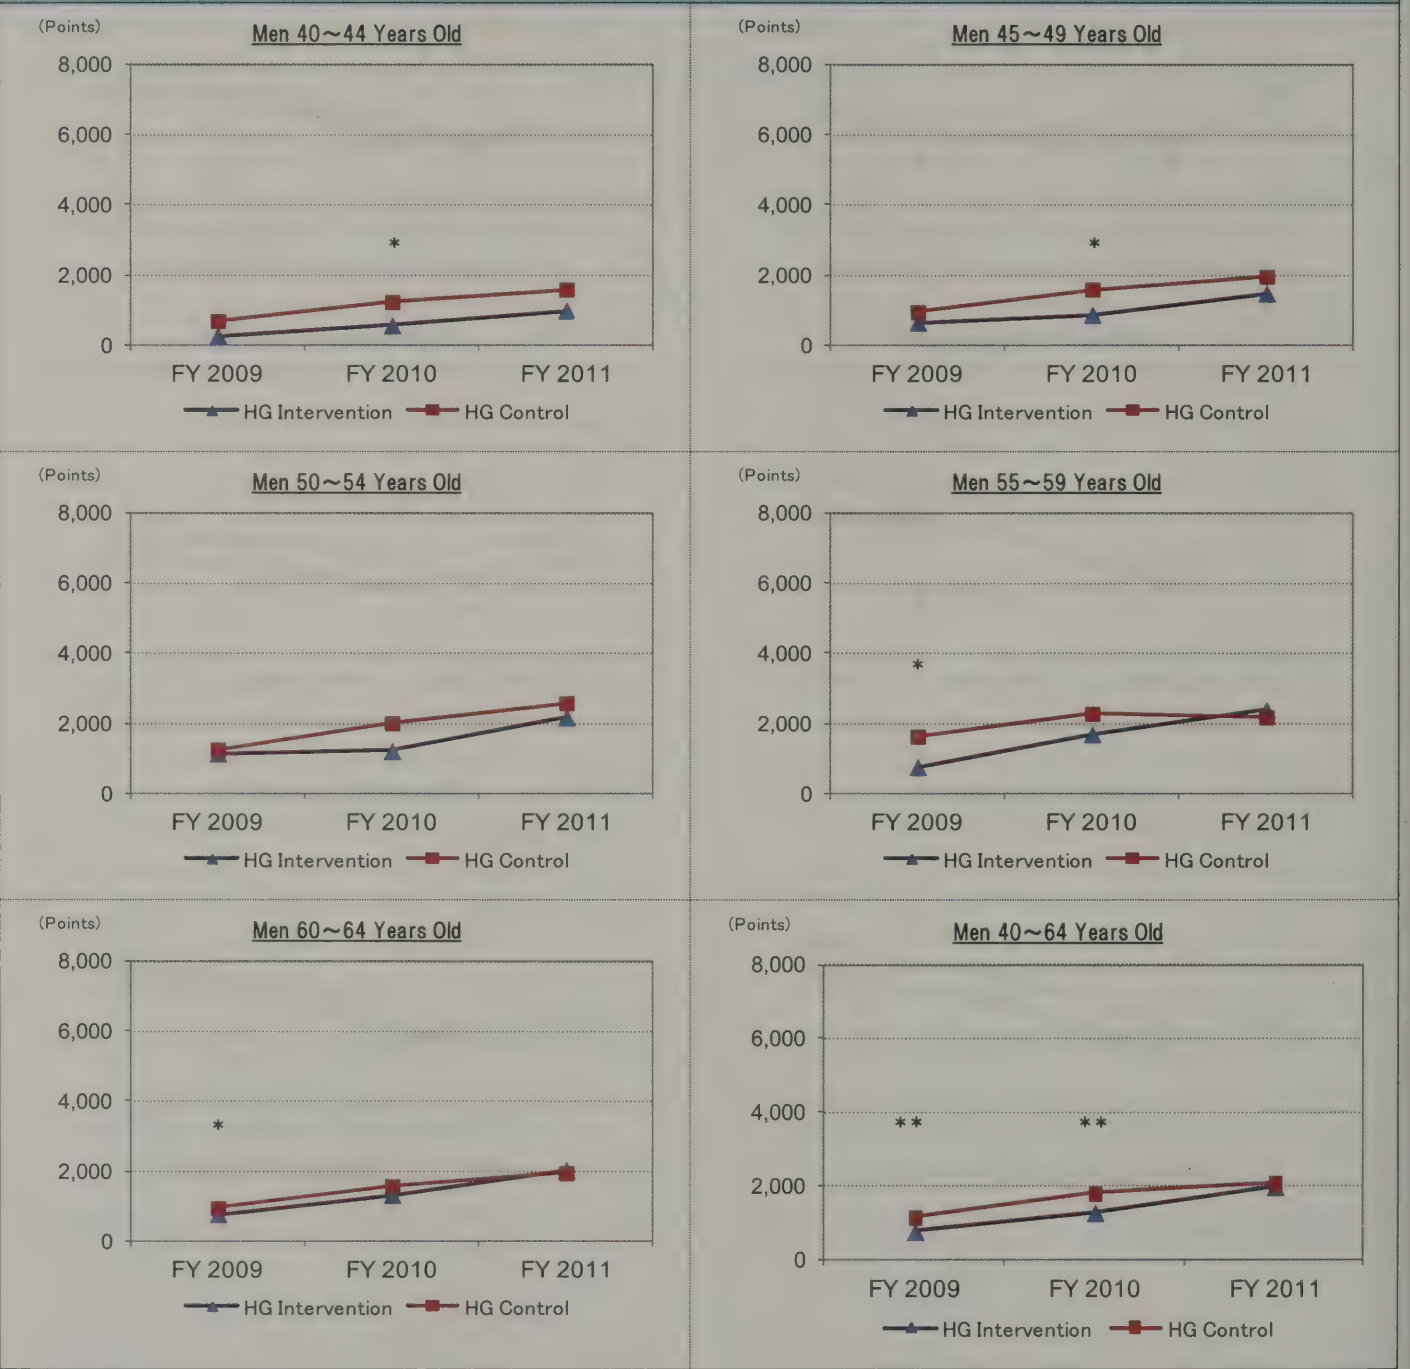 (Points)
Men 40～44 Years Old
8,000
6,000
4,000
*
2,000
0
FY 2009 FY 2010 FY 2011
HG Intervention HG Control
(Points)
Men 45～49 Years Old
8,000
6,000
4,000
*
2,000
0
FY 2009 FY 2010 FY 2011
HG Intervention HG Control
(Points)
Men 50～54 Years Old
8,000
6,000
4,000
2,000
0
FY 2009 FY 2010 FY 2011
HG Intervention HG Control
(Points)
Men 55～59 Years Old
8,000
6,000
4,000
*
2,000
0
FY 2009 FY 2010 FY 2011
HG Intervention HG Control
(Points)
Men 60～64 Years Old
8,000
6,000
4,000
*
2,000
0
FY 2009 FY 2010 FY 2011
HG Intervention HG Control
(Points)
Men 40～64 Years Old
8,000
6,000
4,000
** **
2,000
0
FY 2009 FY 2010 FY 2011
HG Intervention HG Control